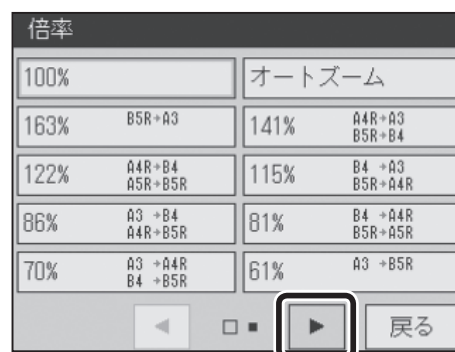 倍率
100% オートズーム
163% B5R→A3 141% A4R→A3
B5R→B4
122% A4R→B4
A5R→B5R 115% B4 →A3
B5R→A4R
86% A3 →B4
A4R→B5R 81% B4 →A4R
B5R→A5R
70% A3 →A4R
B4 →B5R 61% A3 →B5R
戻る